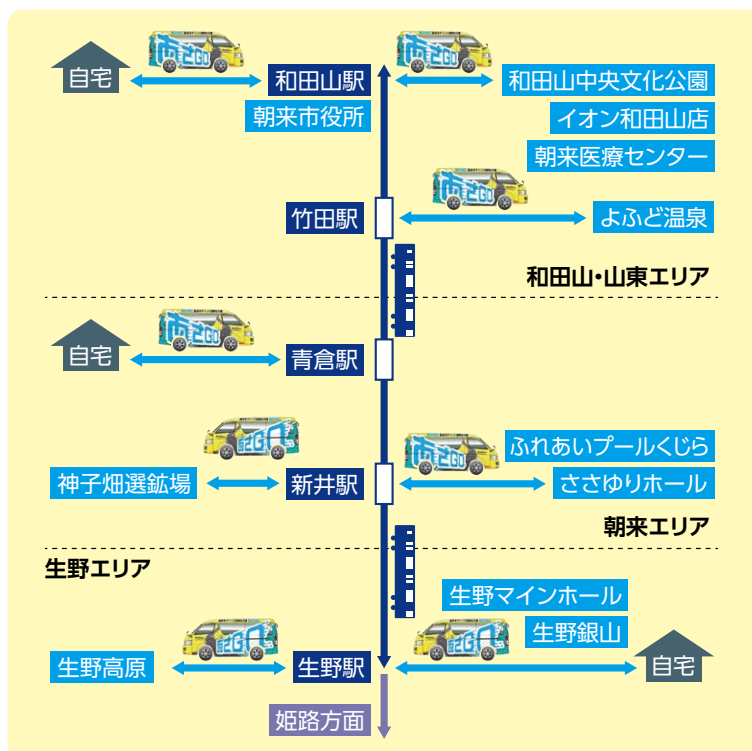 自宅
和田山駅
朝来市役所
和田山中央文化公園
イオン和田山店
朝来医療センター
竹田駅
よふど温泉
和田山・山東エリア
自宅
青倉駅
ふれあいプールくじら
神子畑選鉱場
新井駅
ささゆりホール
朝来エリア
生野エリア
生野マインホール
生野銀山
生野高原
生野駅
自宅
姫路方面